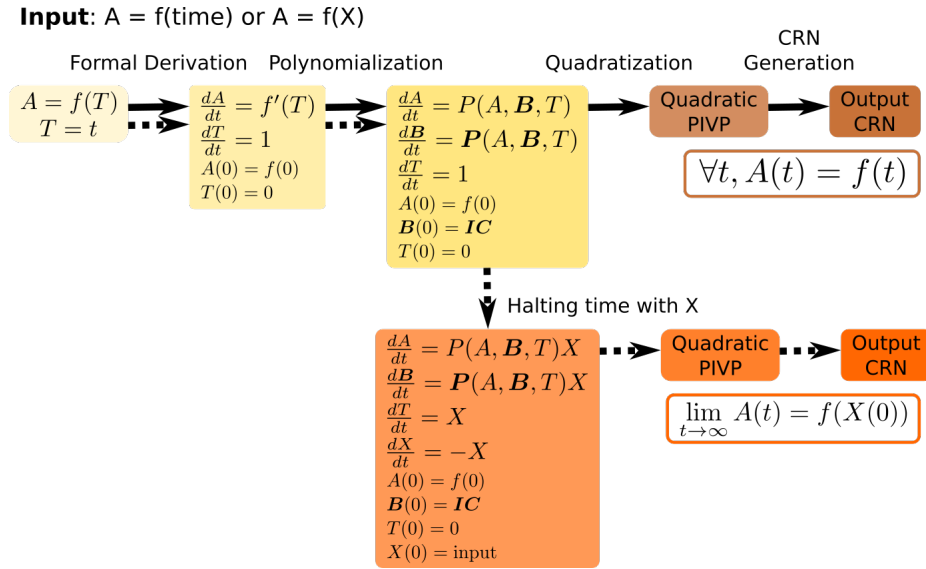 Input: A = f(time) or A = f(X)
Formal Derivation
Polynomialization
Quadratization
CRN
Generation
A = f(T)
T = t
dA/dt = f'(T)
dT/dt = 1
A(0) = f(0)
T(0) = 0
dA/dt = P(A, B, T)
dB/dt = P(A, B, T)
dT/dt = 1
A(0) = f(0)
B(0) = IC
T(0) = 0
Quadratic
PIVP
Output
CRN
∀t, A(t) = f(t)
Halting time with X
dA/dt = P(A, B, T)X
dB/dt = P(A, B, T)X
dT/dt = X
dX/dt = −X
A(0) = f(0)
B(0) = IC
T(0) = 0
X(0) = input
Quadratic
PIVP
Output
CRN
lim t→∞ A(t) = f(X(0))